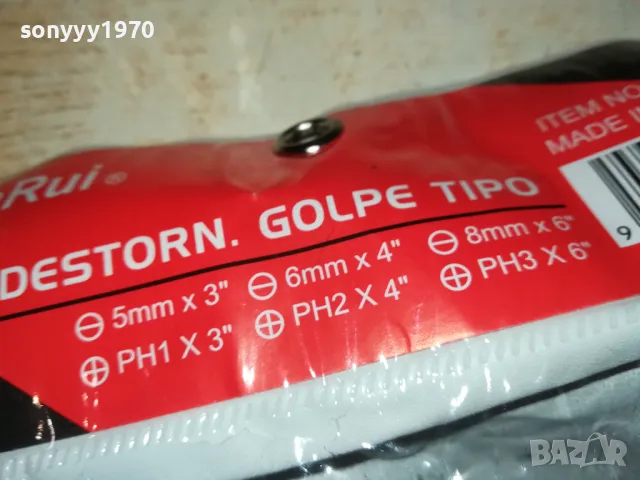 sonyyy1970
Rui ®
DESTORN. GOLPE TIPO
⊖ 5mm x 3" ⊖ 6mm x 4" ⊖ 8mm x 6"
⊕ PH1 X 3" ⊕ PH2 X 4" ⊕ PH3 X 6"
ITEM NO
MADE I
9
BAZAR